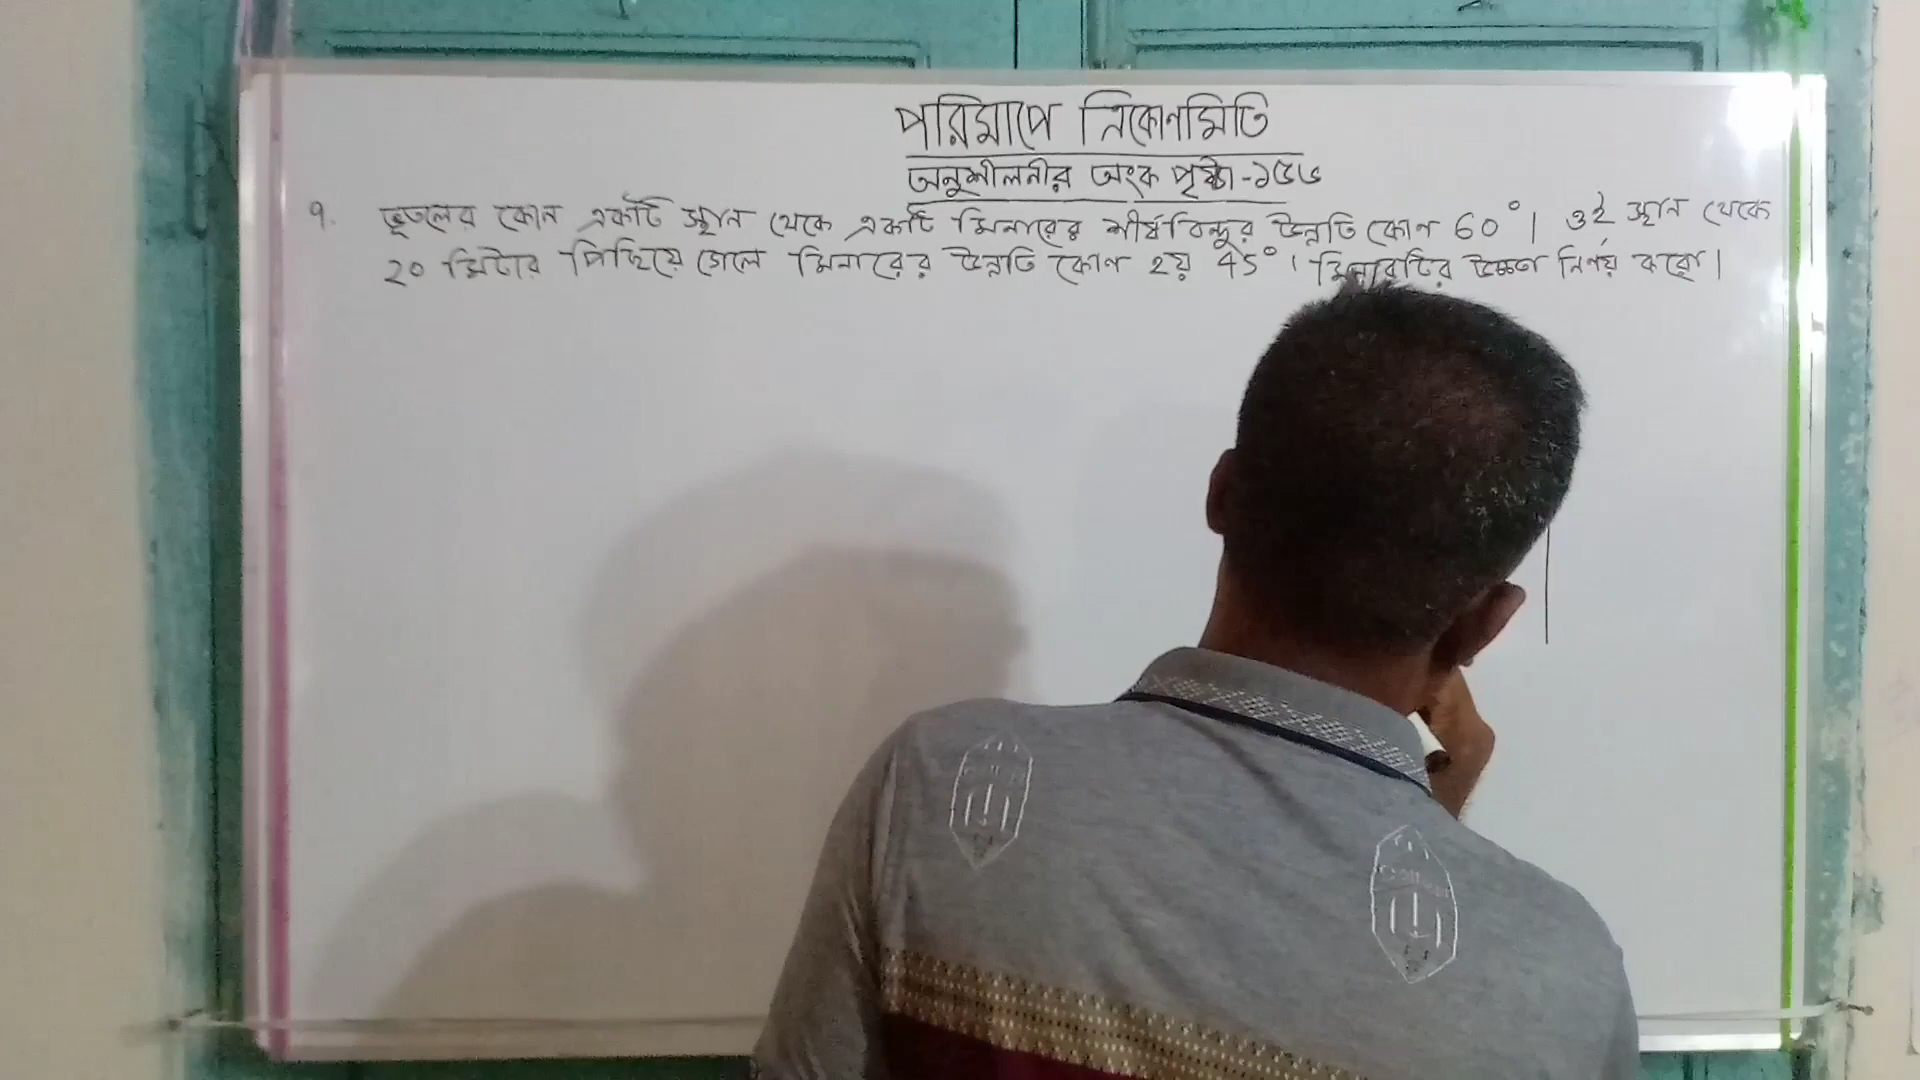 পরিমাপে ত্রিকোণমিতি
অনুশীলনীর অংক পৃষ্ঠা-১৫৬
৭. ভূতলের কোন একটি স্থান থেকে একটি মিনারের শীর্ষবিন্দুর উন্নতি কোণ 60°। ওই স্থান থেকে
২০ মিটার পিছিয়ে গেলে মিনারের উন্নতি কোণ হয় 45°। মিনারটির উচ্চতা নির্ণয় করো।